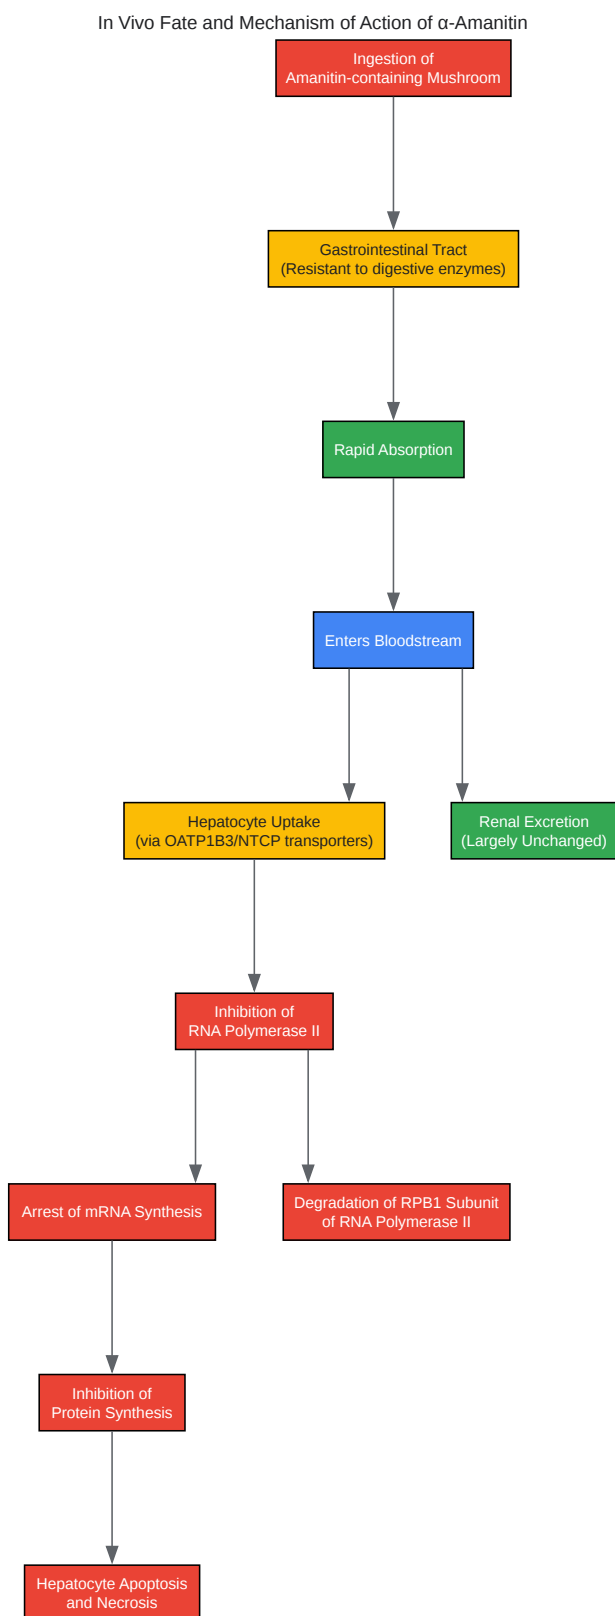 In Vivo Fate and Mechanism of Action of α-Amanitin
Ingestion of
Amanitin-containing Mushroom
Gastrointestinal Tract
(Resistant to digestive enzymes)
Rapid Absorption
Enters Bloodstream
Hepatocyte Uptake
(via OATP1B3/NTCP transporters)
Renal Excretion
(Largely Unchanged)
Inhibition of
RNA Polymerase II
Arrest of mRNA Synthesis
Degradation of RPB1 Subunit
of RNA Polymerase II
Inhibition of
Protein Synthesis
Hepatocyte Apoptosis
and Necrosis